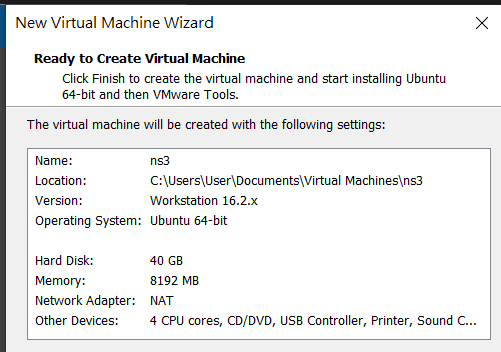 New Virtual Machine Wizard
Ready to Create Virtual Machine
Click Finish to create the virtual machine and start installing Ubuntu
64-bit and then VMware Tools.
The virtual machine will be created with the following settings:
Name: ns3
Location: C:\Users\User\Documents\Virtual Machines\ns3
Version: Workstation 16.2.x
Operating System: Ubuntu 64-bit
Hard Disk: 40 GB
Memory: 8192 MB
Network Adapter: NAT
Other Devices: 4 CPU cores, CD/DVD, USB Controller, Printer, Sound C...